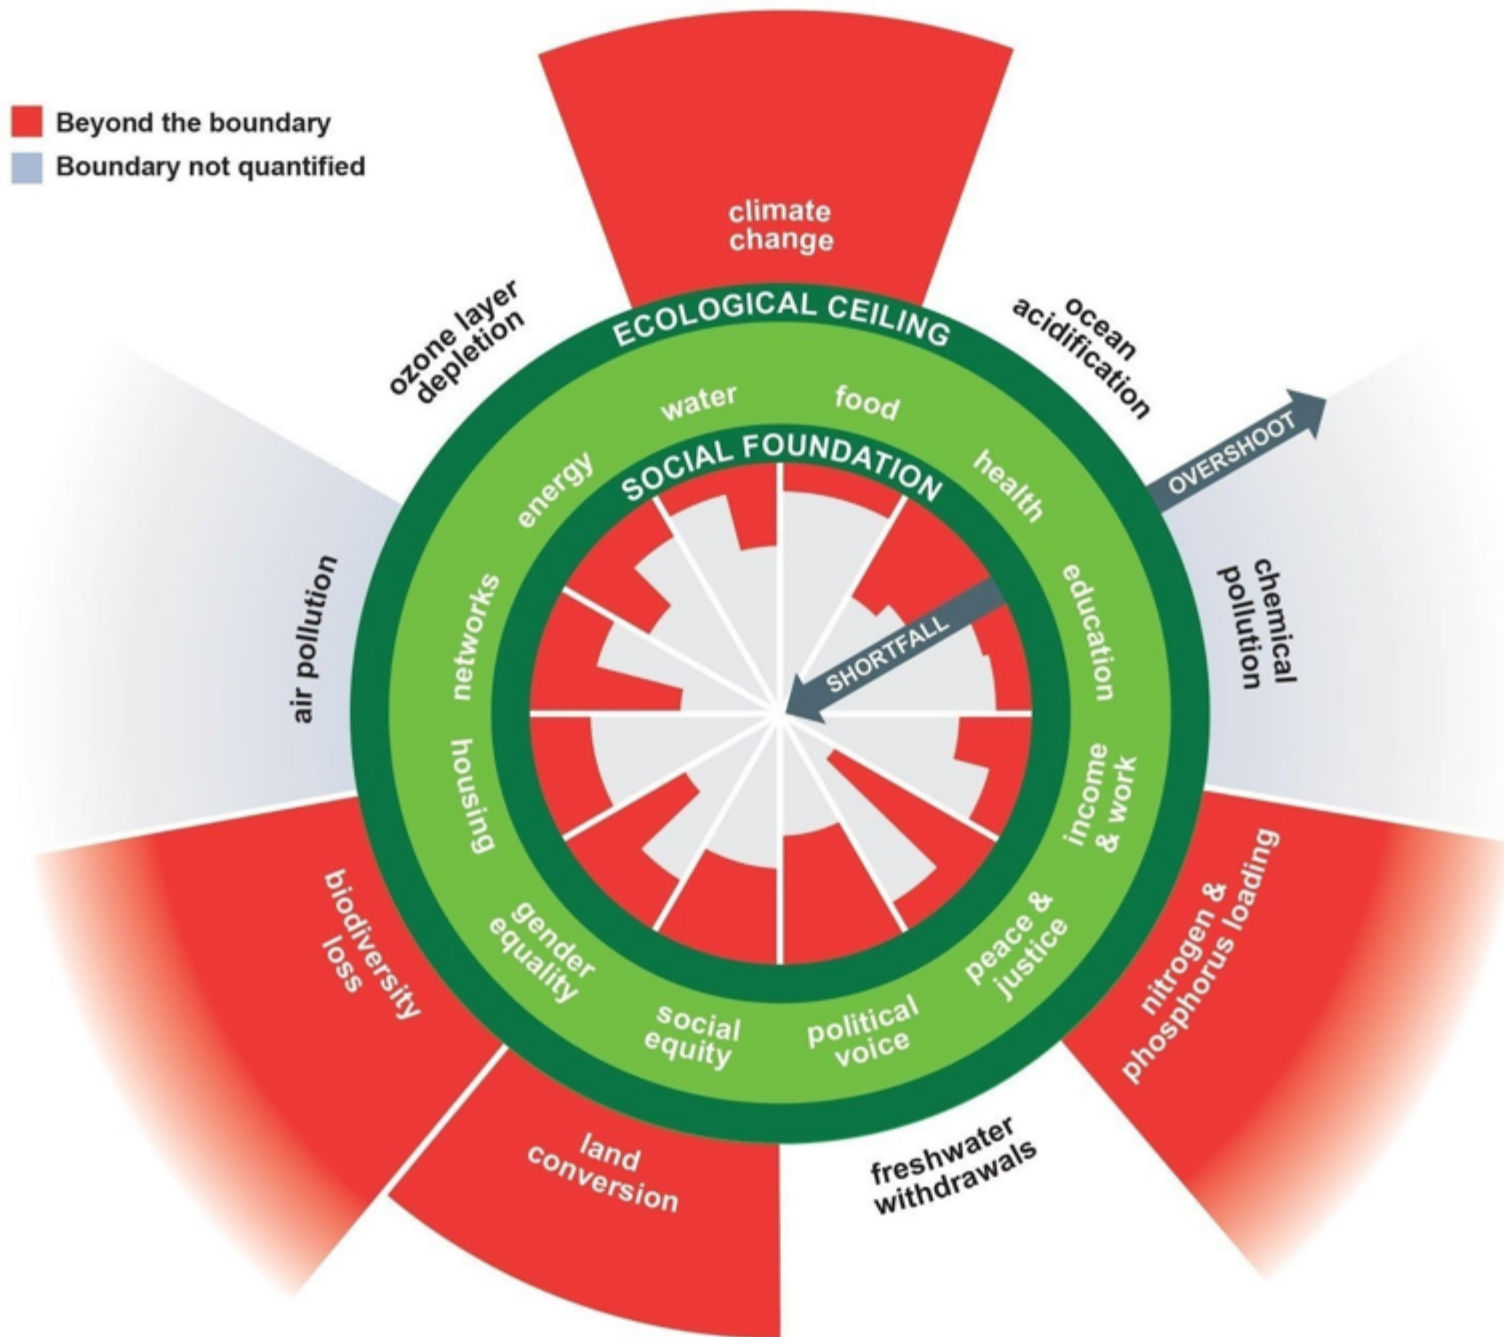 Beyond the boundary
Boundary not quantified
climate
change
ECOLOGICAL CEILING
ozone layer
depletion
ocean
acidification
water
food
SOCIAL FOUNDATION
energy
health
OVERSHOOT
networks
education
SHORTFALL
air pollution
chemical
pollution
housing
income
& work
biodiversity
loss
gender
equality
peace &
justice
nitrogen &
phosphorus loading
social
equity
political
voice
land
conversion
freshwater
withdrawals